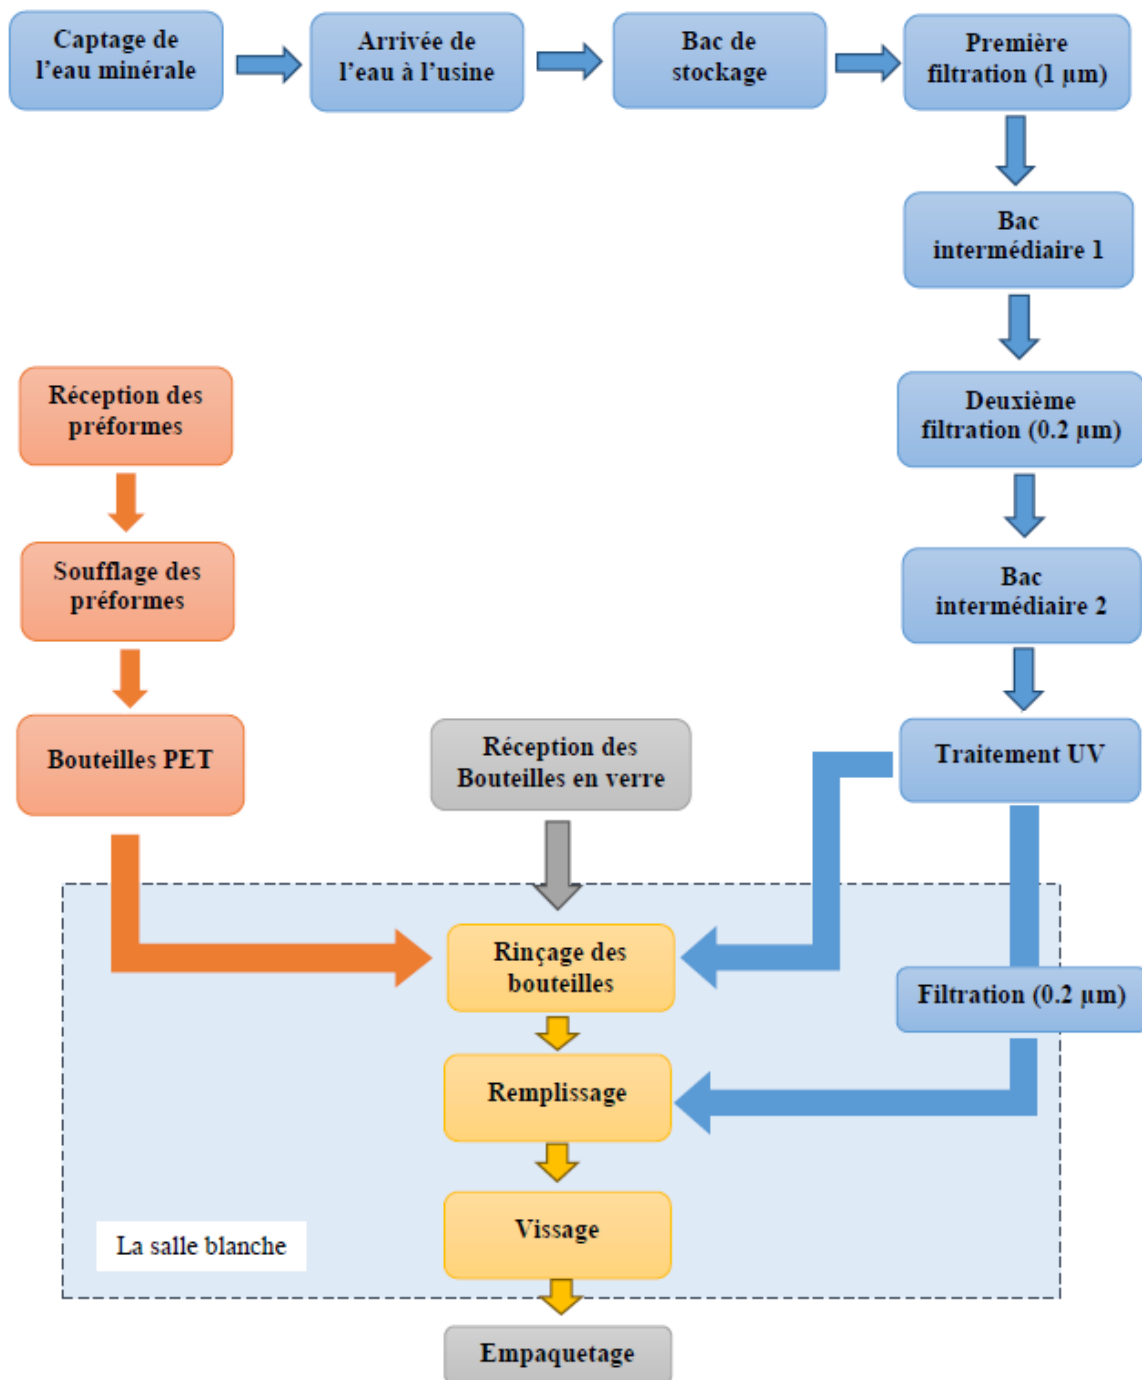 Captage de
l’eau minérale
Arrivée de
l’eau à l’usine
Bac de
stockage
Première
filtration (1 µm)
Bac
intermédiaire 1
Réception des
préformes
Deuxième
filtration (0.2 µm)
Soufflage des
préformes
Bac
intermédiaire 2
Bouteilles PET
Réception des
Bouteilles en verre
Traitement UV
Rinçage des
bouteilles
Filtration (0.2 µm)
Remplissage
Vissage
La salle blanche
Empaquetage